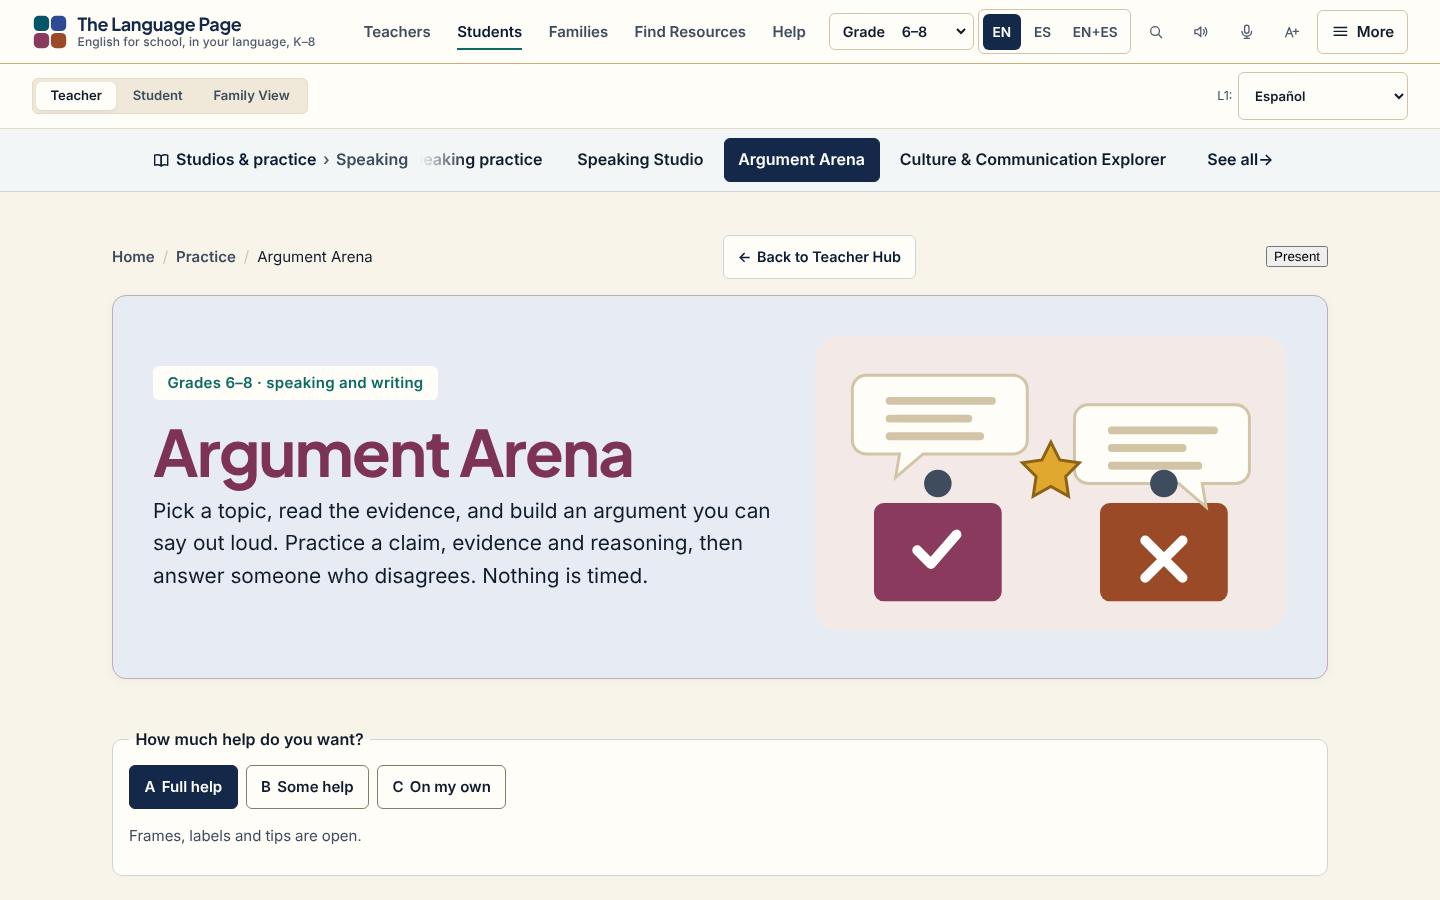 The Language Page
English for school, in your language, K–8
Teachers
Students
Families
Find Resources
Help
Grade 6–8
EN
ES
EN+ES
A+
More
Teacher
Student
Family View
L1:
Español
Studios & practice › Speaking
eaking practice
Speaking Studio
Argument Arena
Culture & Communication Explorer
See all→
Home / Practice / Argument Arena
← Back to Teacher Hub
Present
Grades 6–8 · speaking and writing
Argument Arena
Pick a topic, read the evidence, and build an argument you can
say out loud. Practice a claim, evidence and reasoning, then
answer someone who disagrees. Nothing is timed.
How much help do you want?
A Full help
B Some help
C On my own
Frames, labels and tips are open.